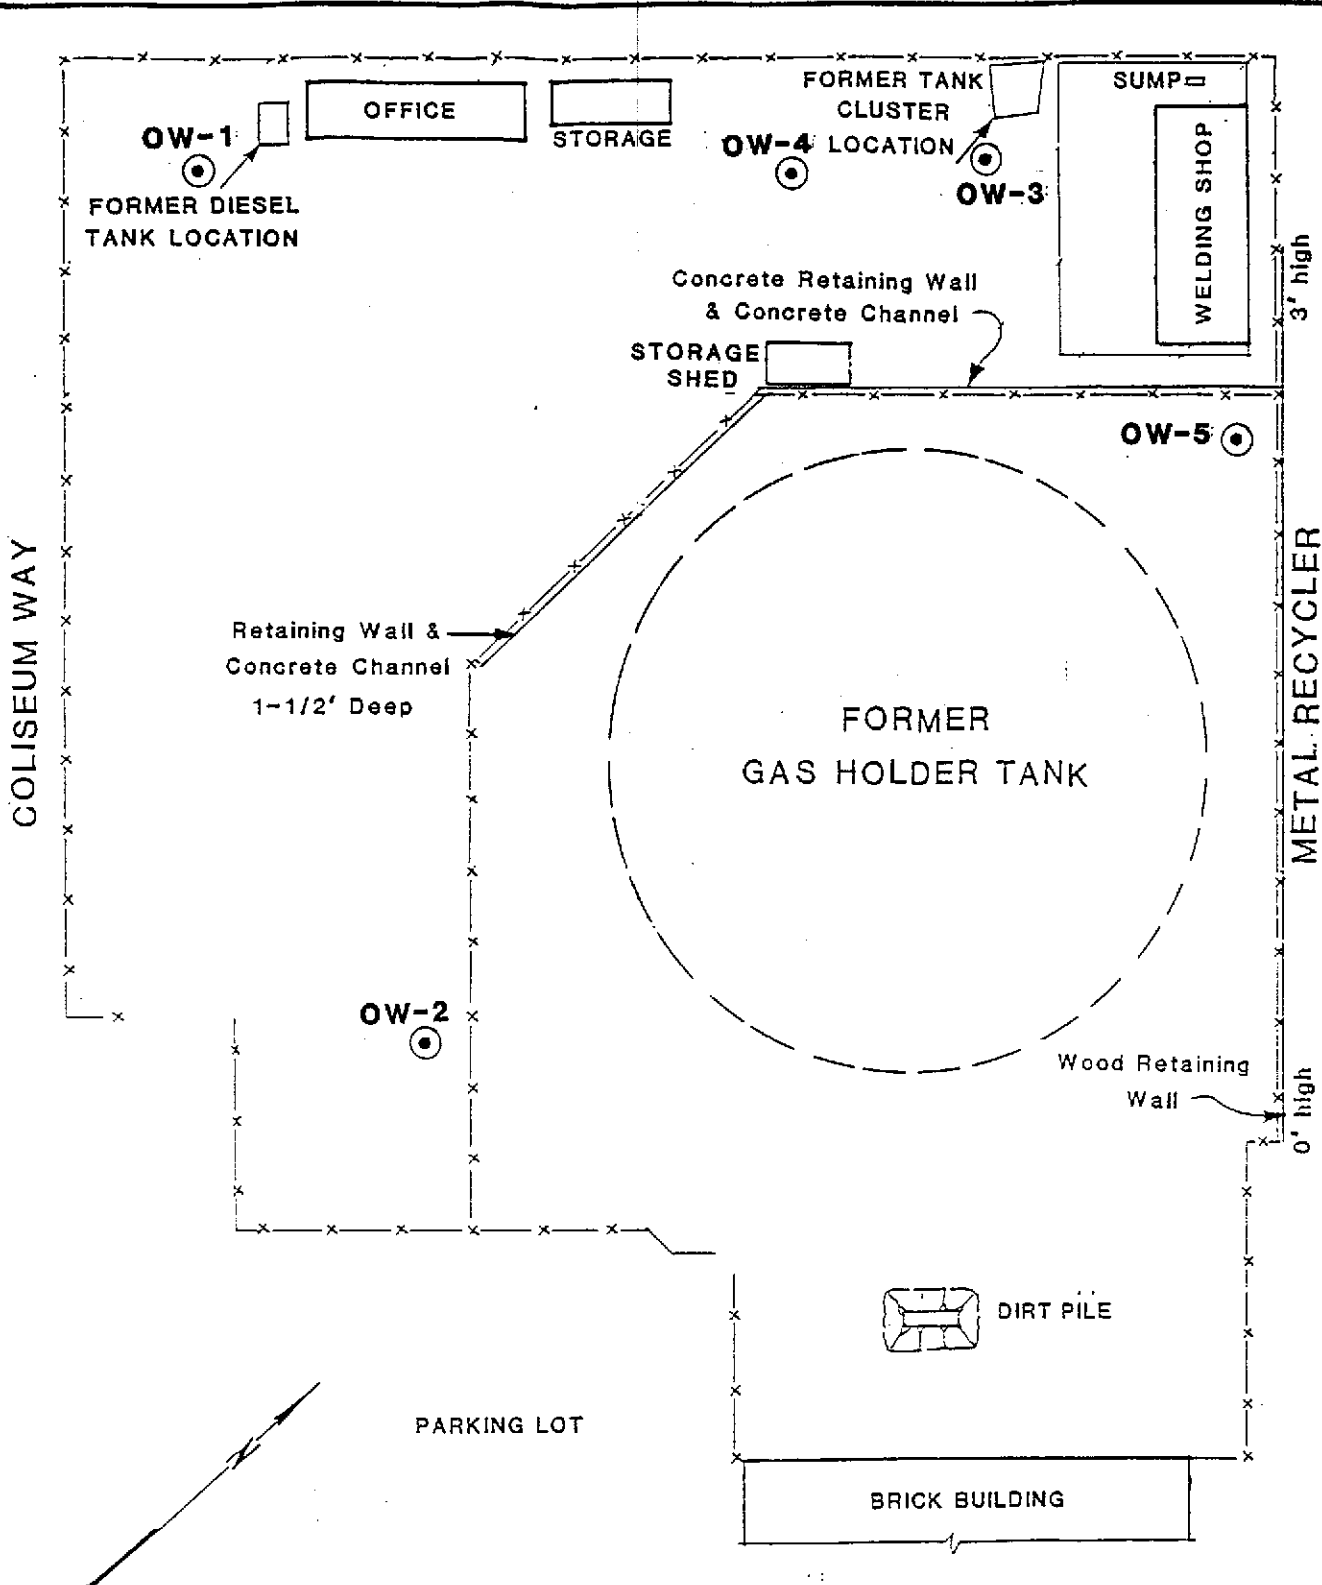 FORMER TANK
CLUSTER
LOCATION
SUMP
OFFICE
STORAGE
OW-1
OW-4
OW-3
FORMER DIESEL
TANK LOCATION
WELDING SHOP
3' high
Concrete Retaining Wall
& Concrete Channel
STORAGE
SHED
OW-5
COLISEUM WAY
METAL RECYCLER
Retaining Wall &
Concrete Channel
1-1/2' Deep
FORMER
GAS HOLDER TANK
OW-2
Wood Retaining
Wall
0' high
DIRT PILE
N
PARKING LOT
BRICK BUILDING